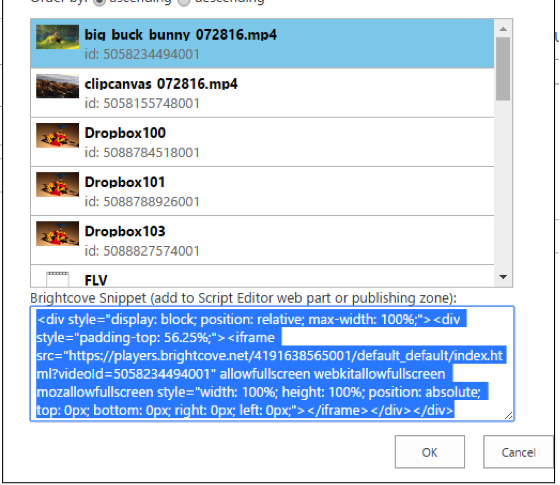 Order by: ascending descending
big_buck_bunny_072816.mp4
id: 5058234494001
clipcanvas_072816.mp4
id: 5058155748001
Dropbox100
id: 5088784518001
Dropbox101
id: 5088788926001
Dropbox103
id: 5088827574001
FLV
Brightcove Snippet (add to Script Editor web part or publishing zone):
<div style="display: block; position: relative; max-width: 100%;"><div
style="padding-top: 56.25%;"><iframe
src="https://players.brightcove.net/4191638565001/default_default/index.ht
ml?videoId=5058234494001" allowfullscreen webkitallowfullscreen
mozallowfullscreen style="width: 100%; height: 100%; position: absolute;
top: 0px; bottom: 0px; right: 0px; left: 0px;"></iframe></div></div>
OK Cancel